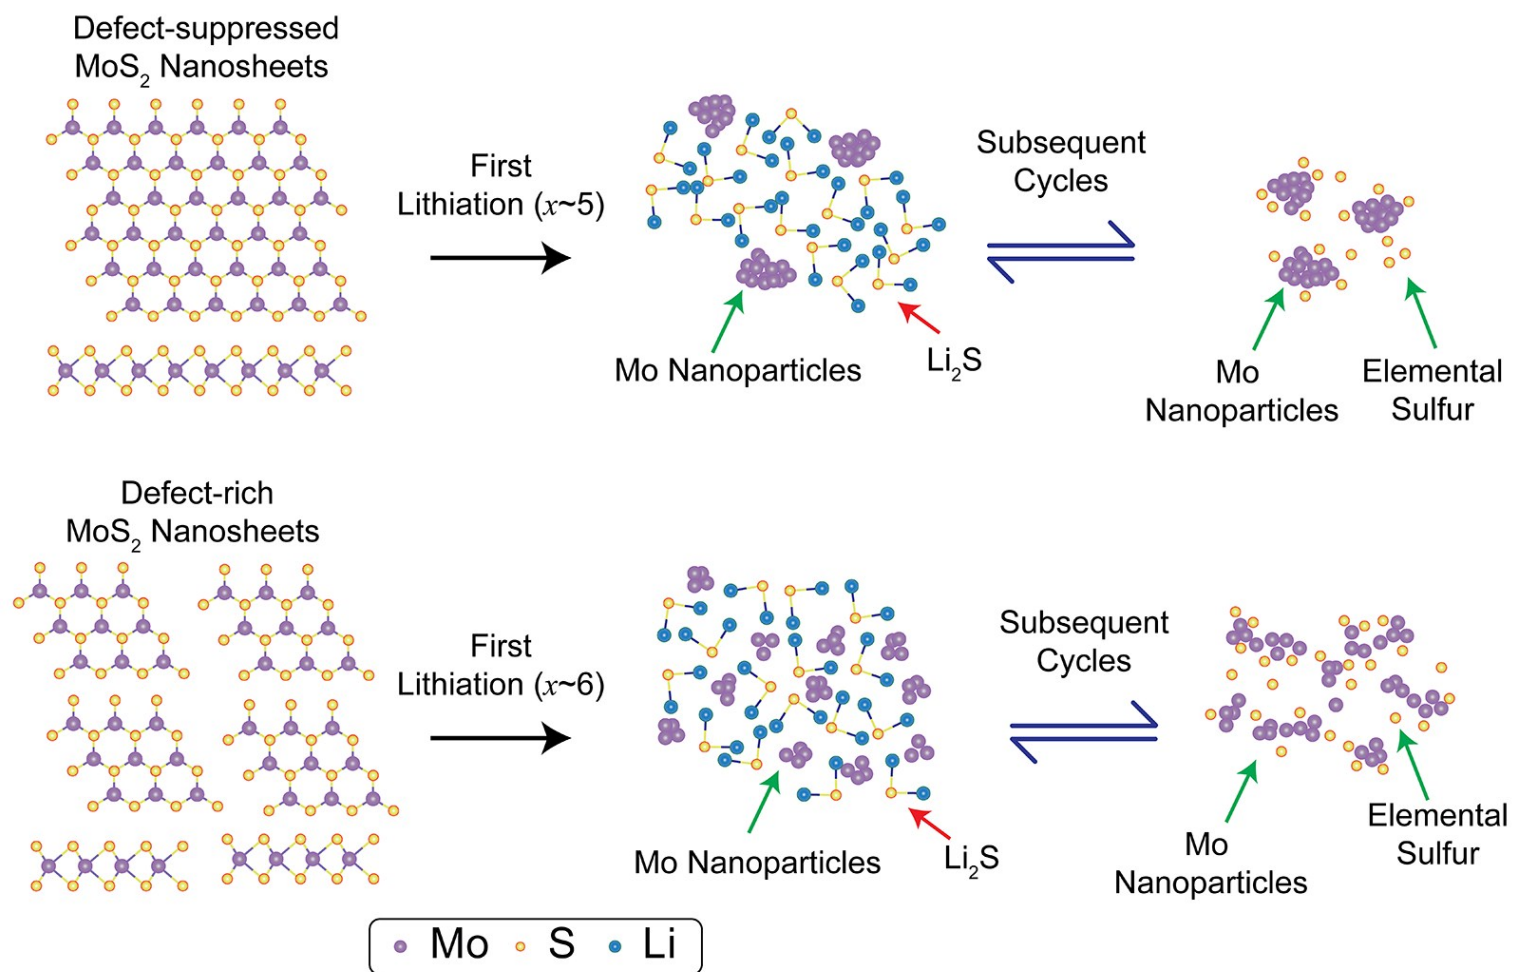 Defect-suppressed
MoS₂ Nanosheets
First
Lithiation (x~5)
Subsequent
Cycles
Mo Nanoparticles
Li₂S
Mo
Nanoparticles
Elemental
Sulfur
Defect-rich
MoS₂ Nanosheets
First
Lithiation (x~6)
Subsequent
Cycles
Mo Nanoparticles
Li₂S
Mo
Nanoparticles
Elemental
Sulfur
Mo S Li